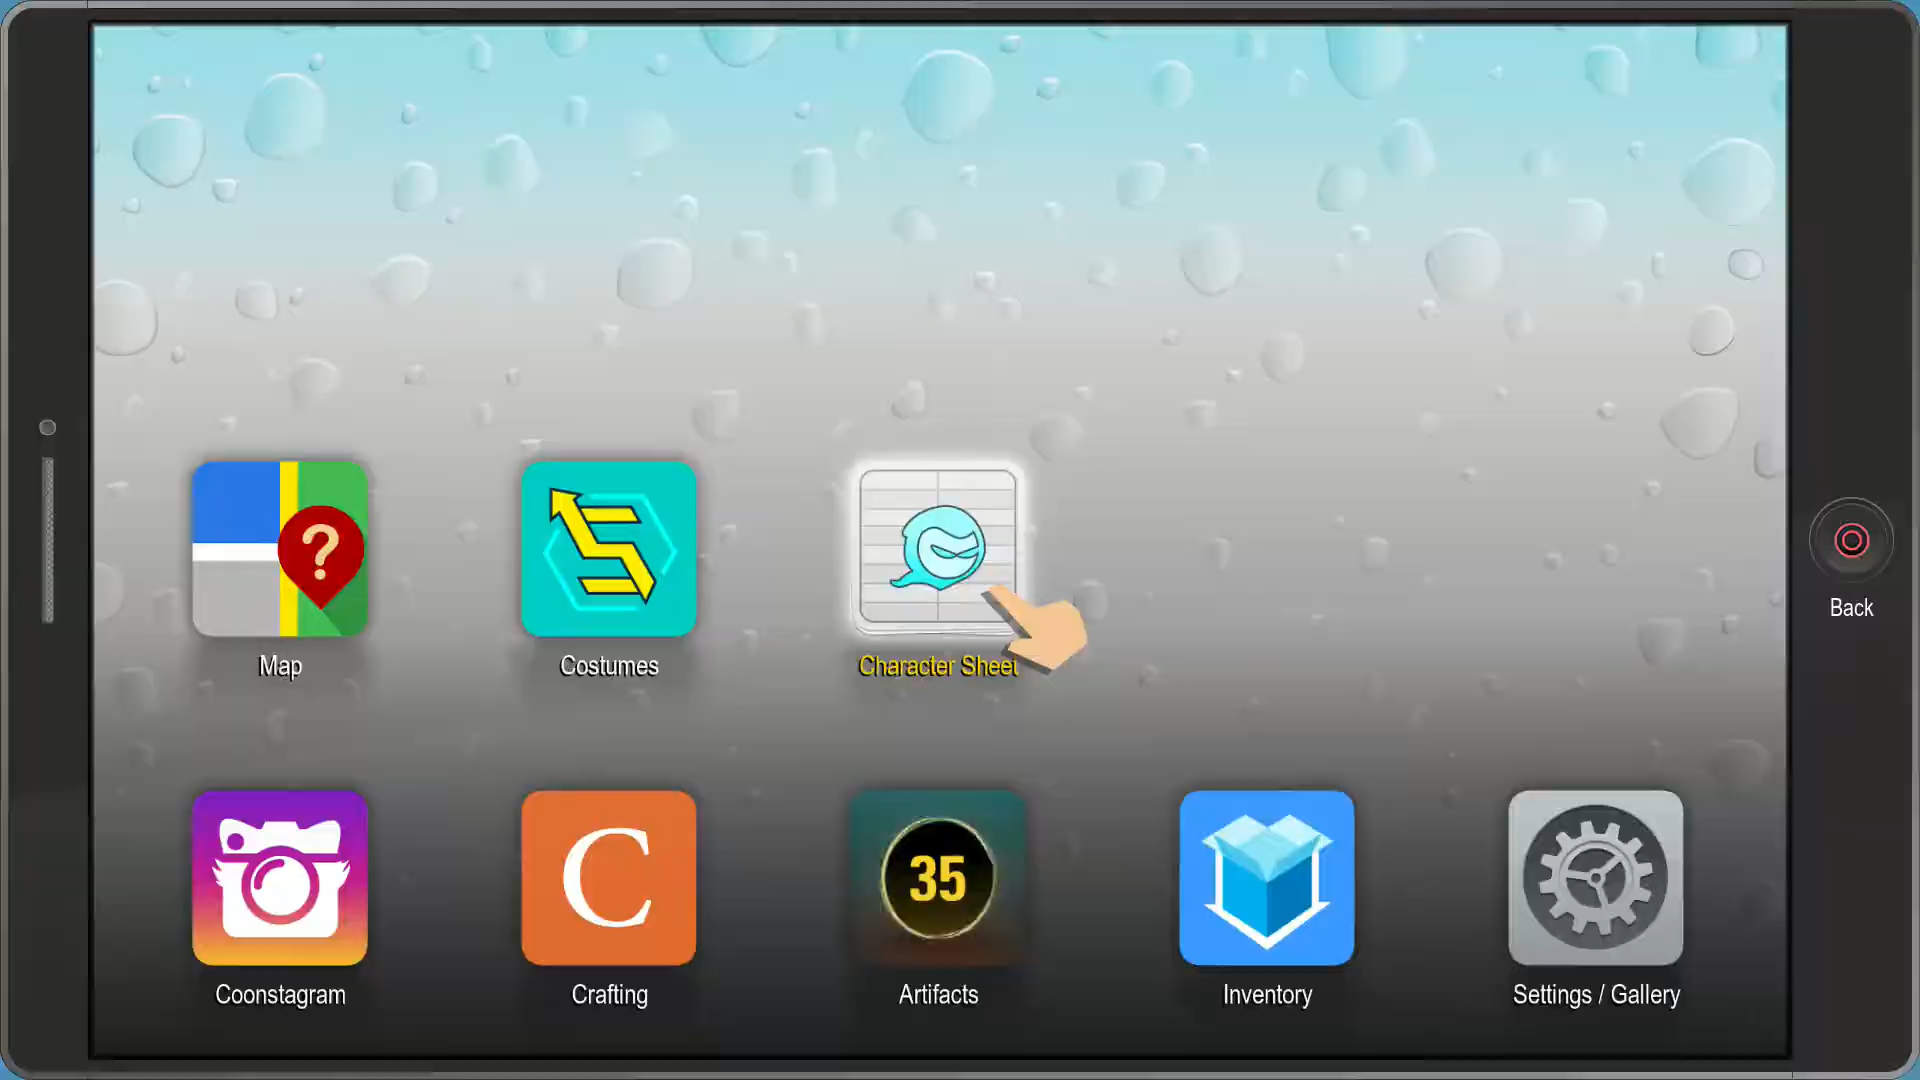 ?
Map
Costumes
Character Sheet
Back
C
35
Coonstagram
Crafting
Artifacts
Inventory
Settings / Gallery